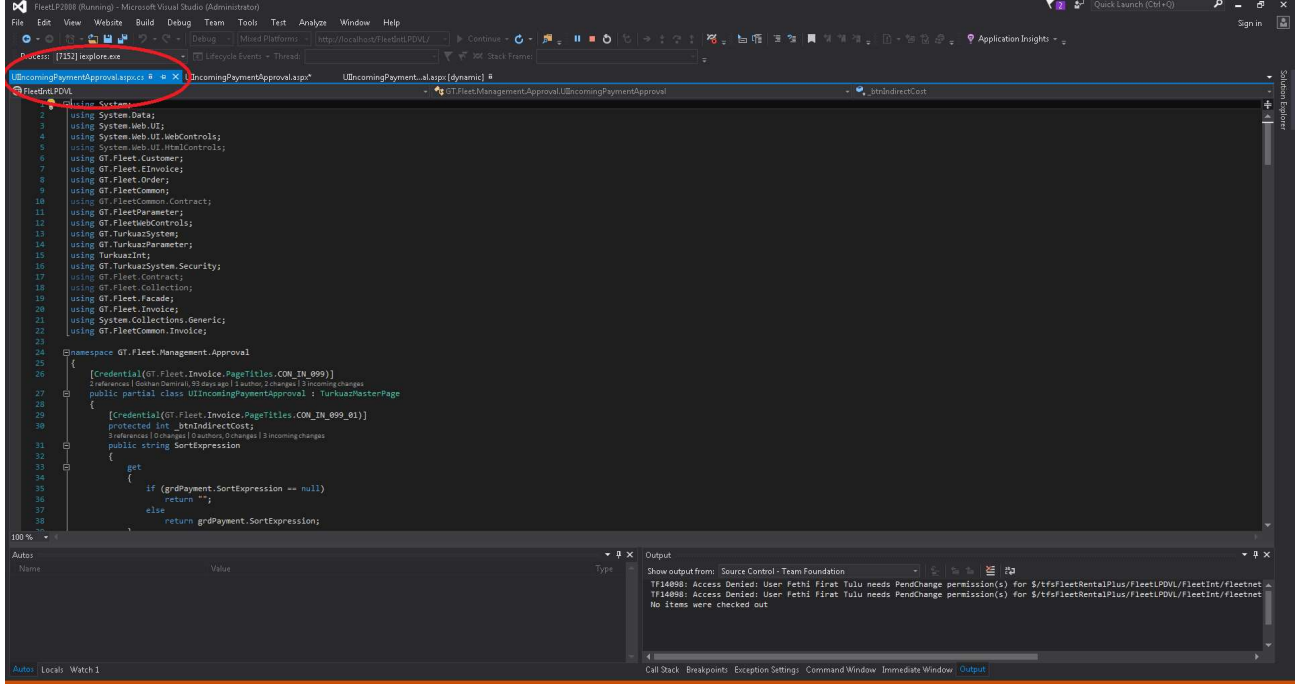 FleetLP2000 (Running) - Microsoft Visual Studio (Administrator)
2
Quick Launch (Ctrl+Q)
File Edit View Website Build Debug Team Tools Test Analyze Window Help
Sign in
Debug Mixed Platforms http://localhost/FleetIntLPDVL/ Continue Application Insights
Process: [7152] iexplore.exe Lifecycle Events Thread: Stack Frame:
UIIncomingPaymentApproval.aspx.cs UIIncomingPaymentApproval.aspx* UIIncomingPayment...al.aspx [dynamic]
Solution Explorer
FleetIntLPDVL GT.Fleet.Management.Approval.UIIncomingPaymentApproval _btnIndirectCost
1 using System;
2 using System.Data;
3 using System.Web.UI;
4 using System.Web.UI.WebControls;
5 using System.Web.UI.HtmlControls;
6 using GT.Fleet.Customer;
7 using GT.Fleet.EInvoice;
8 using GT.Fleet.Order;
9 using GT.FleetCommon;
10 using GT.FleetCommon.Contract;
11 using GT.FleetParameter;
12 using GT.FleetWebControls;
13 using GT.TurkuazSystem;
14 using GT.TurkuazParameter;
15 using TurkuazInt;
16 using GT.TurkuazSystem.Security;
17 using GT.Fleet.Contract;
18 using GT.Fleet.Collection;
19 using GT.Fleet.Facade;
20 using GT.Fleet.Invoice;
21 using System.Collections.Generic;
22 using GT.FleetCommon.Invoice;
23
24 namespace GT.Fleet.Management.Approval
25 {
26 [Credential(GT.Fleet.Invoice.PageTitles.CON_IN_099)]
2 references | Gokhan Demirali, 93 days ago | 1 author, 2 changes | 3 incoming changes
27 public partial class UIIncomingPaymentApproval : TurkuazMasterPage
28 {
29 [Credential(GT.Fleet.Invoice.PageTitles.CON_IN_099_01)]
30 protected int _btnIndirectCost;
3 references | 0 changes | 0 authors, 0 changes | 3 incoming changes
31 public string SortExpression
32 {
33 get
34 {
35 if (grdPayment.SortExpression == null)
36 return "";
37 else
38 return grdPayment.SortExpression;
100 %
Autos
Name Value Type
Output
Show output from: Source Control - Team Foundation
TF14098: Access Denied: User Fethi Firat Tulu needs PendChange permission(s) for $/tfsFleetRentalPlus/FleetLPDVL/FleetInt/fleetnet
TF14098: Access Denied: User Fethi Firat Tulu needs PendChange permission(s) for $/tfsFleetRentalPlus/FleetLPDVL/FleetInt/fleetnet
No items were checked out
Autos Locals Watch 1
Call Stack Breakpoints Exception Settings Command Window Immediate Window Output